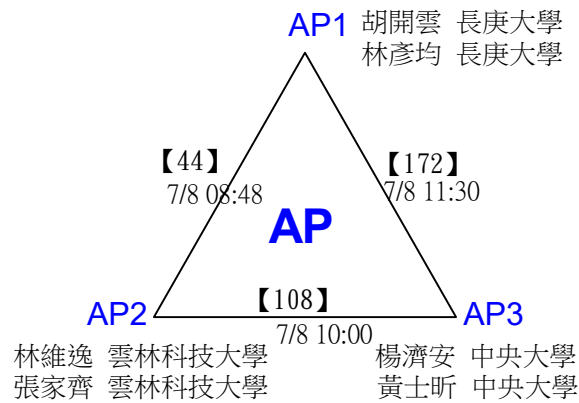 AP1 胡開雲 長庚大學
林彥均 長庚大學
【44】
7/8 08:48
【172】
7/8 11:30
AP
【108】
7/8 10:00
AP2
林維逸 雲林科技大學
張家齊 雲林科技大學
AP3
楊濟安 中央大學
黃士昕 中央大學